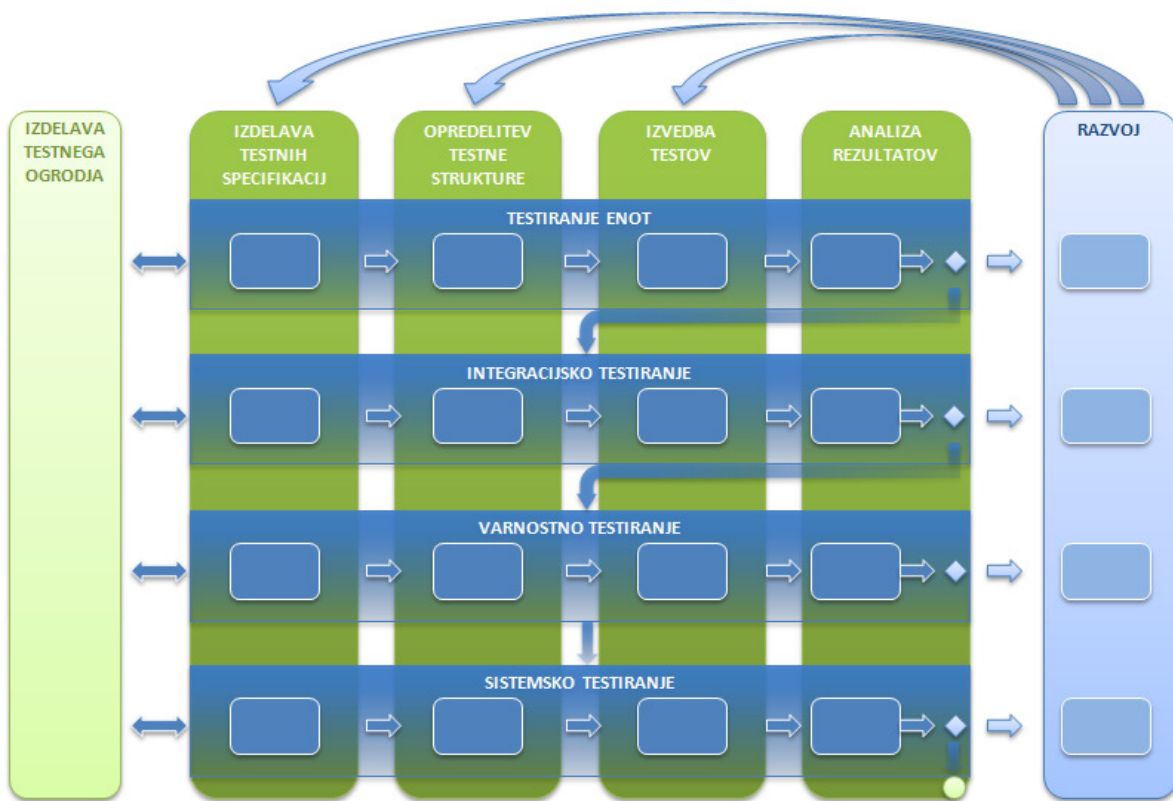 IZDELAVA
TESTNEGA
OGRODJA
IZDELAVA
TESTNIH
SPECIFIKACIJ
OPREDELITEV
TESTNE
STRUKTURE
IZVEDBA
TESTOV
ANALIZA
REZULTATOV
RAZVOJ
TESTIRANJE ENOT
INTEGRACIJSKO TESTIRANJE
VARNOSTNO TESTIRANJE
SISTEMSKO TESTIRANJE